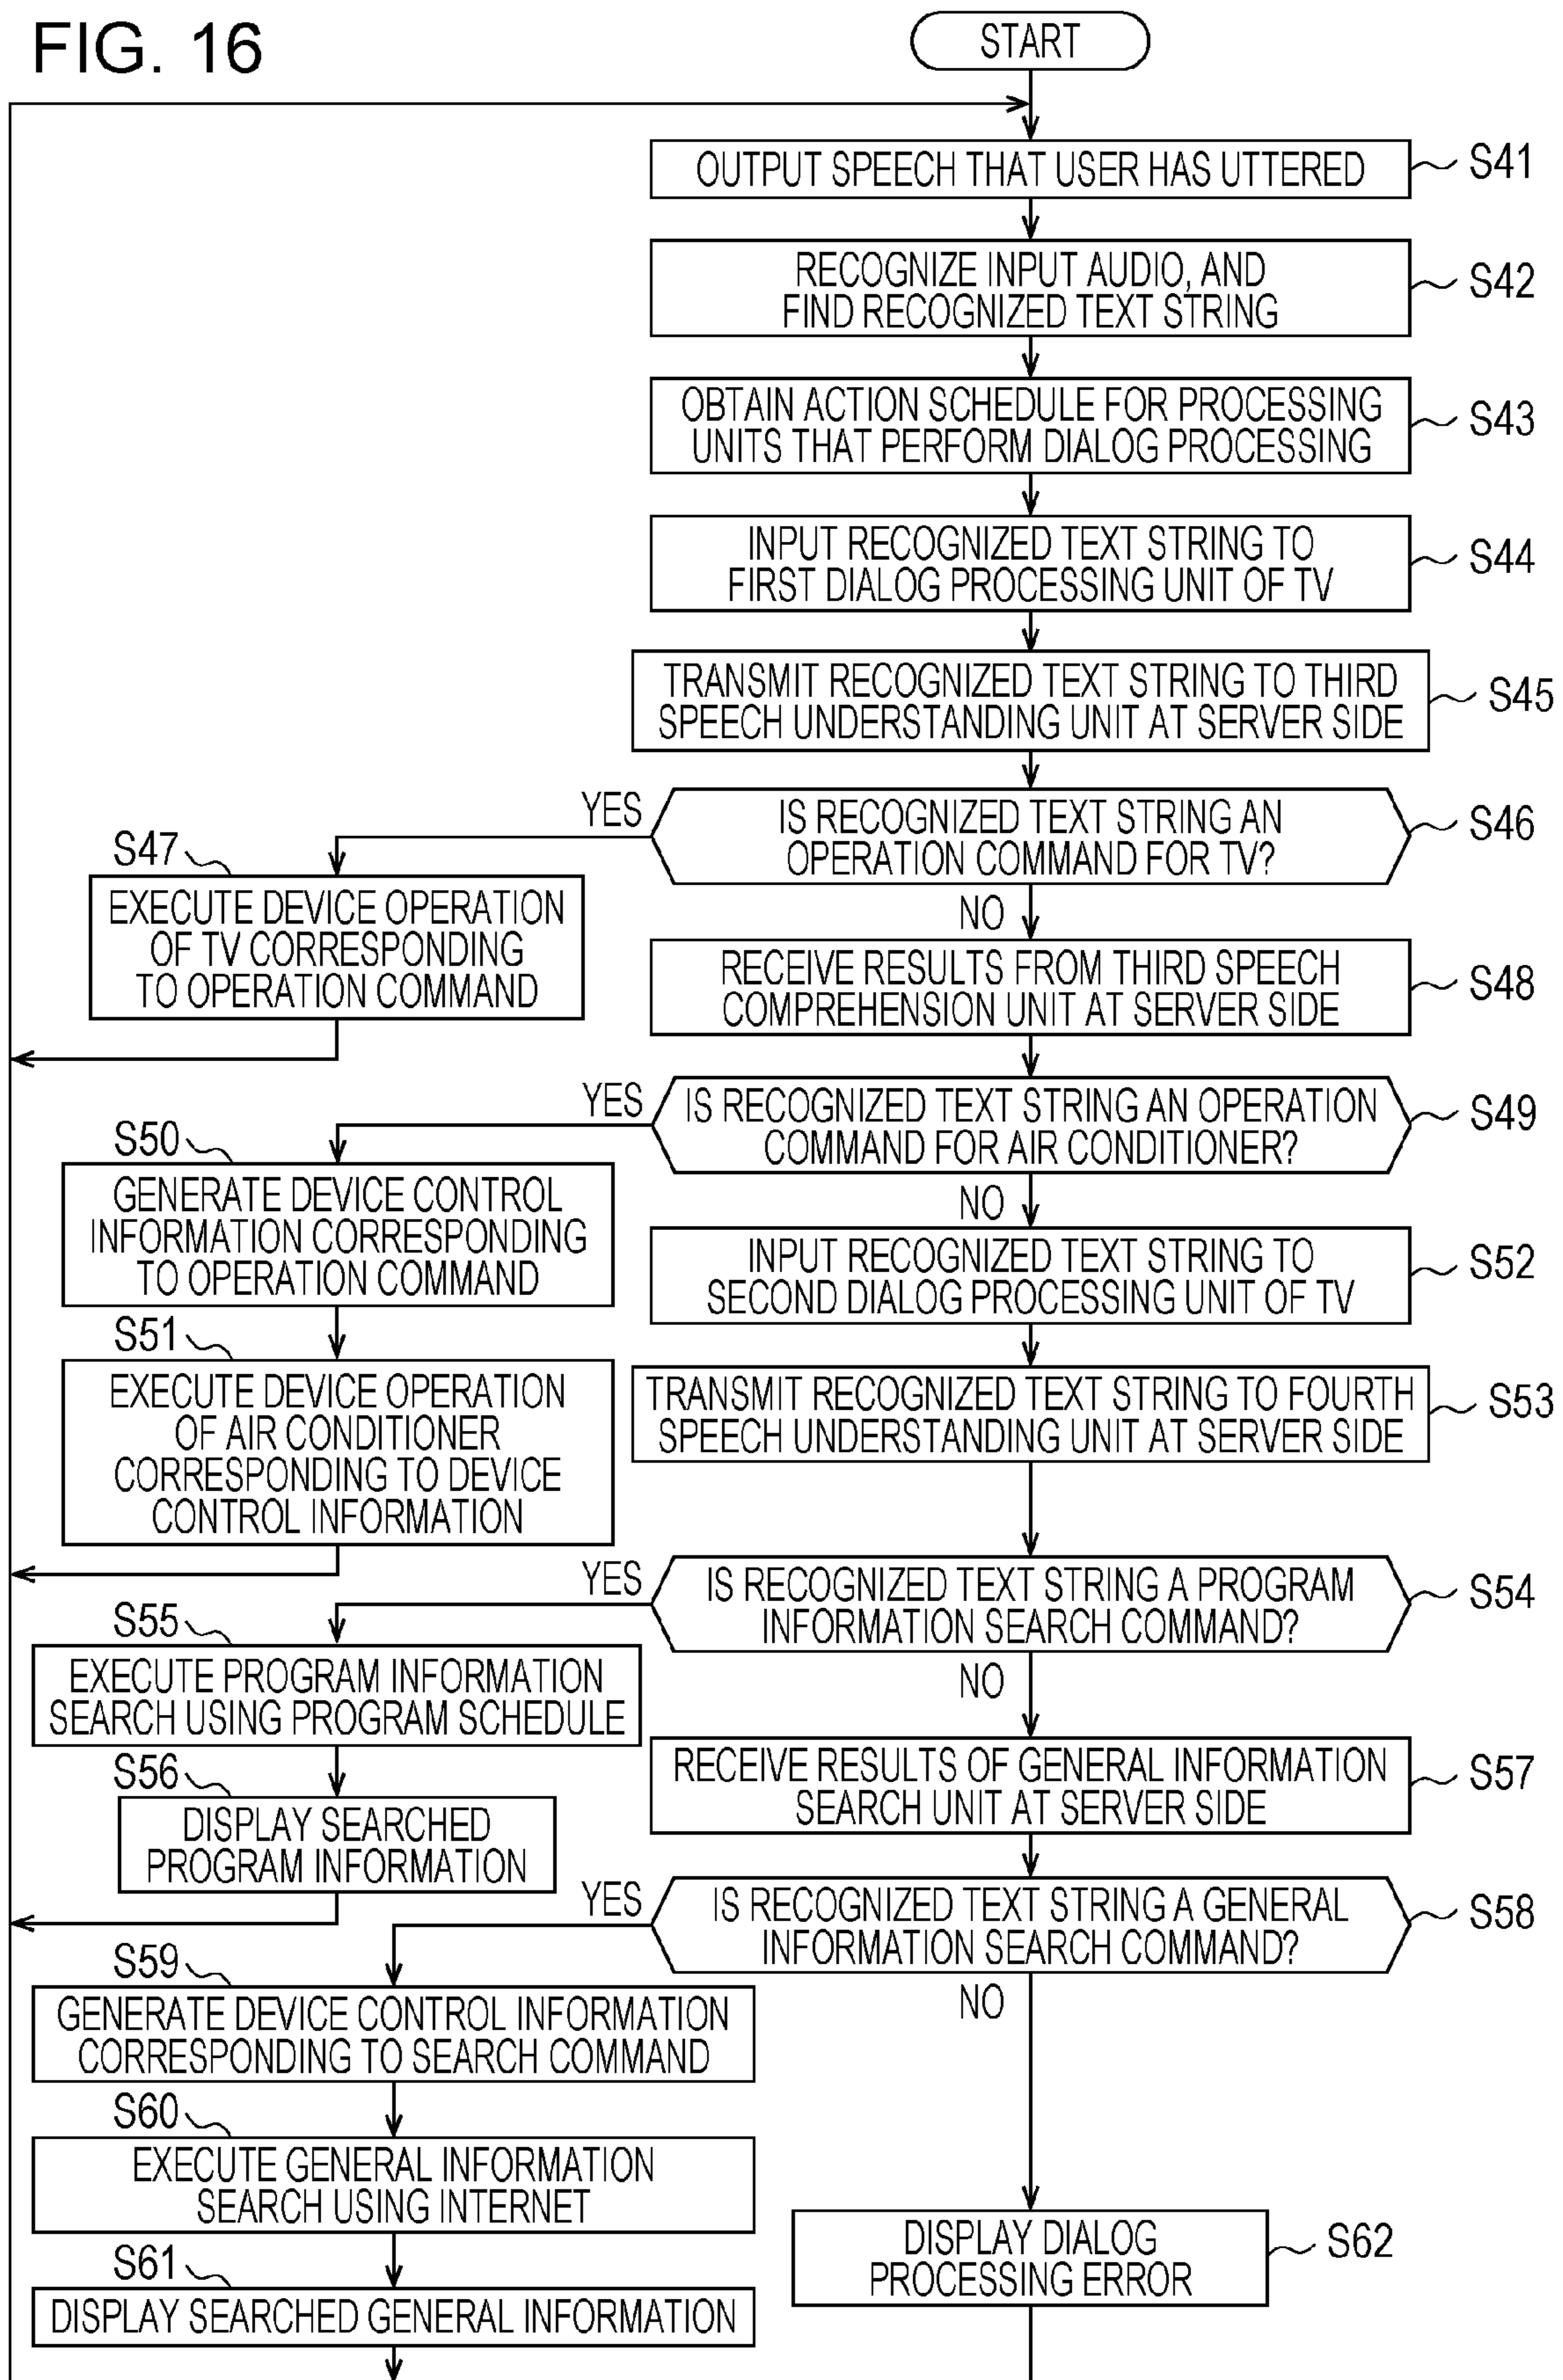 FIG. 16
START
OUTPUT SPEECH THAT USER HAS UTTERED
S41
RECOGNIZE INPUT AUDIO, AND
FIND RECOGNIZED TEXT STRING
S42
OBTAIN ACTION SCHEDULE FOR PROCESSING
UNITS THAT PERFORM DIALOG PROCESSING
S43
INPUT RECOGNIZED TEXT STRING TO
FIRST DIALOG PROCESSING UNIT OF TV
S44
TRANSMIT RECOGNIZED TEXT STRING TO THIRD
SPEECH UNDERSTANDING UNIT AT SERVER SIDE
S45
IS RECOGNIZED TEXT STRING AN
OPERATION COMMAND FOR TV?
S46
YES
NO
S47
EXECUTE DEVICE OPERATION
OF TV CORRESPONDING
TO OPERATION COMMAND
RECEIVE RESULTS FROM THIRD SPEECH
COMPREHENSION UNIT AT SERVER SIDE
S48
IS RECOGNIZED TEXT STRING AN OPERATION
COMMAND FOR AIR CONDITIONER?
S49
YES
NO
S50
GENERATE DEVICE CONTROL
INFORMATION CORRESPONDING
TO OPERATION COMMAND
S51
EXECUTE DEVICE OPERATION
OF AIR CONDITIONER
CORRESPONDING TO DEVICE
CONTROL INFORMATION
INPUT RECOGNIZED TEXT STRING TO
SECOND DIALOG PROCESSING UNIT OF TV
S52
TRANSMIT RECOGNIZED TEXT STRING TO FOURTH
SPEECH UNDERSTANDING UNIT AT SERVER SIDE
S53
IS RECOGNIZED TEXT STRING A PROGRAM
INFORMATION SEARCH COMMAND?
S54
YES
NO
S55
EXECUTE PROGRAM INFORMATION
SEARCH USING PROGRAM SCHEDULE
S56
DISPLAY SEARCHED
PROGRAM INFORMATION
RECEIVE RESULTS OF GENERAL INFORMATION
SEARCH UNIT AT SERVER SIDE
S57
IS RECOGNIZED TEXT STRING A GENERAL
INFORMATION SEARCH COMMAND?
S58
YES
NO
S59
GENERATE DEVICE CONTROL INFORMATION
CORRESPONDING TO SEARCH COMMAND
S60
EXECUTE GENERAL INFORMATION
SEARCH USING INTERNET
S61
DISPLAY SEARCHED GENERAL INFORMATION
DISPLAY DIALOG
PROCESSING ERROR
S62